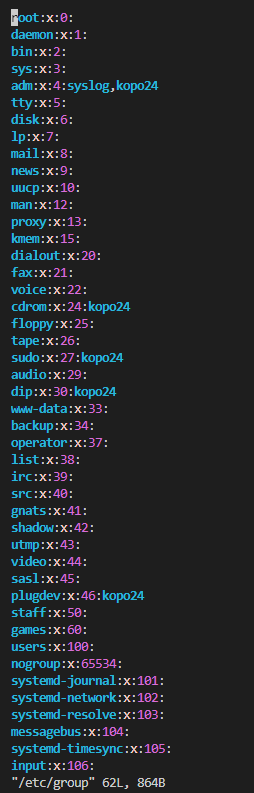 root:x:0:
daemon:x:1:
bin:x:2:
sys:x:3:
adm:x:4:syslog,kopo24
tty:x:5:
disk:x:6:
lp:x:7:
mail:x:8:
news:x:9:
uucp:x:10:
man:x:12:
proxy:x:13:
kmem:x:15:
dialout:x:20:
fax:x:21:
voice:x:22:
cdrom:x:24:kopo24
floppy:x:25:
tape:x:26:
sudo:x:27:kopo24
audio:x:29:
dip:x:30:kopo24
www-data:x:33:
backup:x:34:
operator:x:37:
list:x:38:
irc:x:39:
src:x:40:
gnats:x:41:
shadow:x:42:
utmp:x:43:
video:x:44:
sasl:x:45:
plugdev:x:46:kopo24
staff:x:50:
games:x:60:
users:x:100:
nogroup:x:65534:
systemd-journal:x:101:
systemd-network:x:102:
systemd-resolve:x:103:
messagebus:x:104:
systemd-timesync:x:105:
input:x:106:
"/etc/group" 62L, 864B